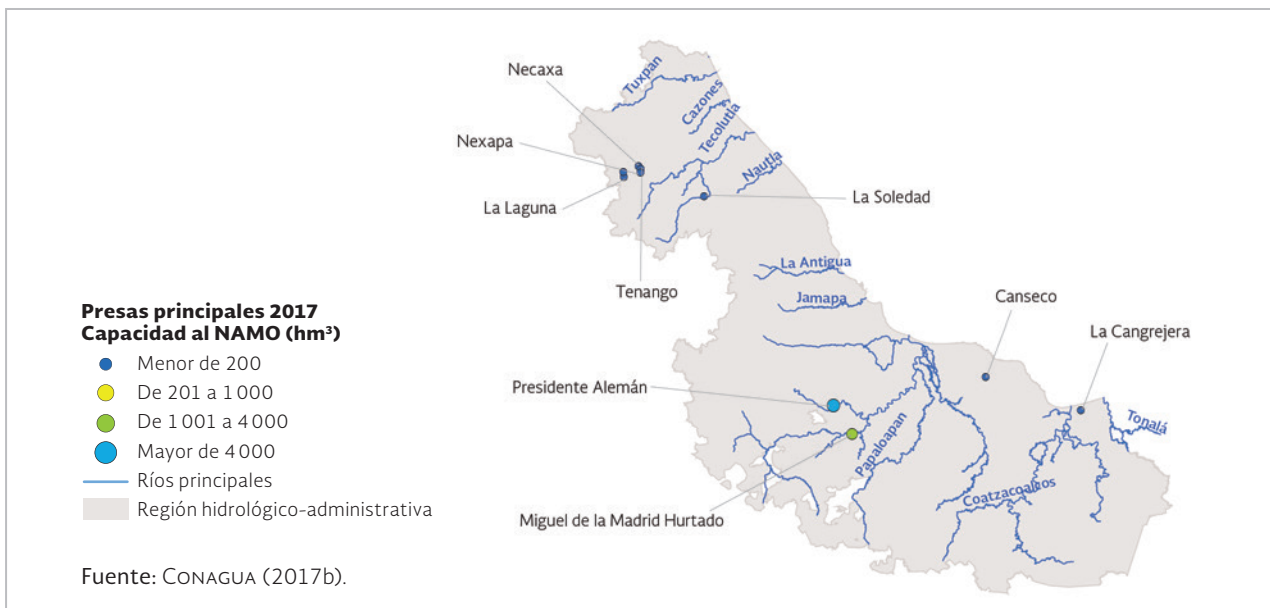 Necaxa
Tuxpan
Cazones
Nexapa
Tecolutla
Nautla
La Laguna
La Soledad
Tenango
La Antigua
Jamapa
Canseco
La Cangrejera
Presas principales 2017
Capacidad al NAMO (hm³)
Menor de 200
De 201 a 1 000
De 1 001 a 4 000
Mayor de 4 000
Ríos principales
Región hidrológico-administrativa
Presidente Alemán
Papaloapan
Tonalá
Coatzacoalcos
Miguel de la Madrid Hurtado
Fuente: CONAGUA (2017b).